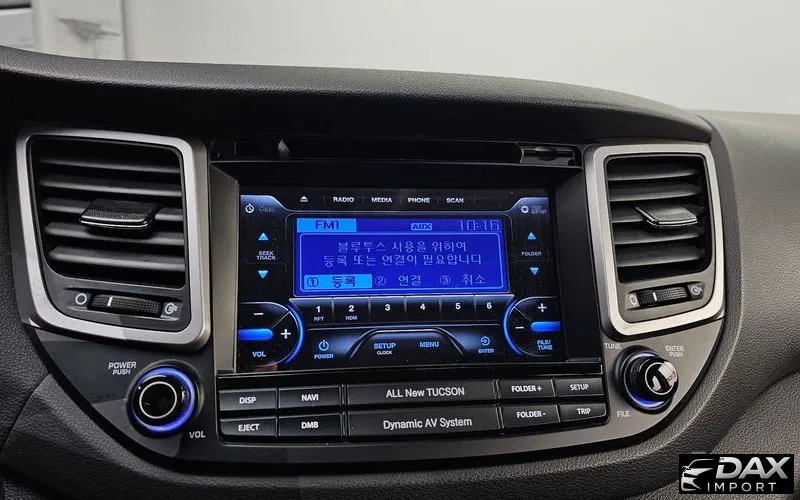 RADIO MEDIA PHONE SCAN
FM1 AUX 10:16
블루투스 사용을 위하여
등록 또는 연결이 필요합니다
① 등록 ② 연결 ③ 취소
SEEK
TRACK
FOLDER
1 2 3 4 5 6
RPT RDM
VOL
POWER
SETUP
CLOCK
MENU
ENTER
FILE/
TUNE
POWER
PUSH
VOL
DISP NAVI ALL New TUCSON FOLDER + SETUP
EJECT DMB Dynamic AV System FOLDER - TRIP
TUNE
ENTER
PUSH
FILE
DAX
IMPORT